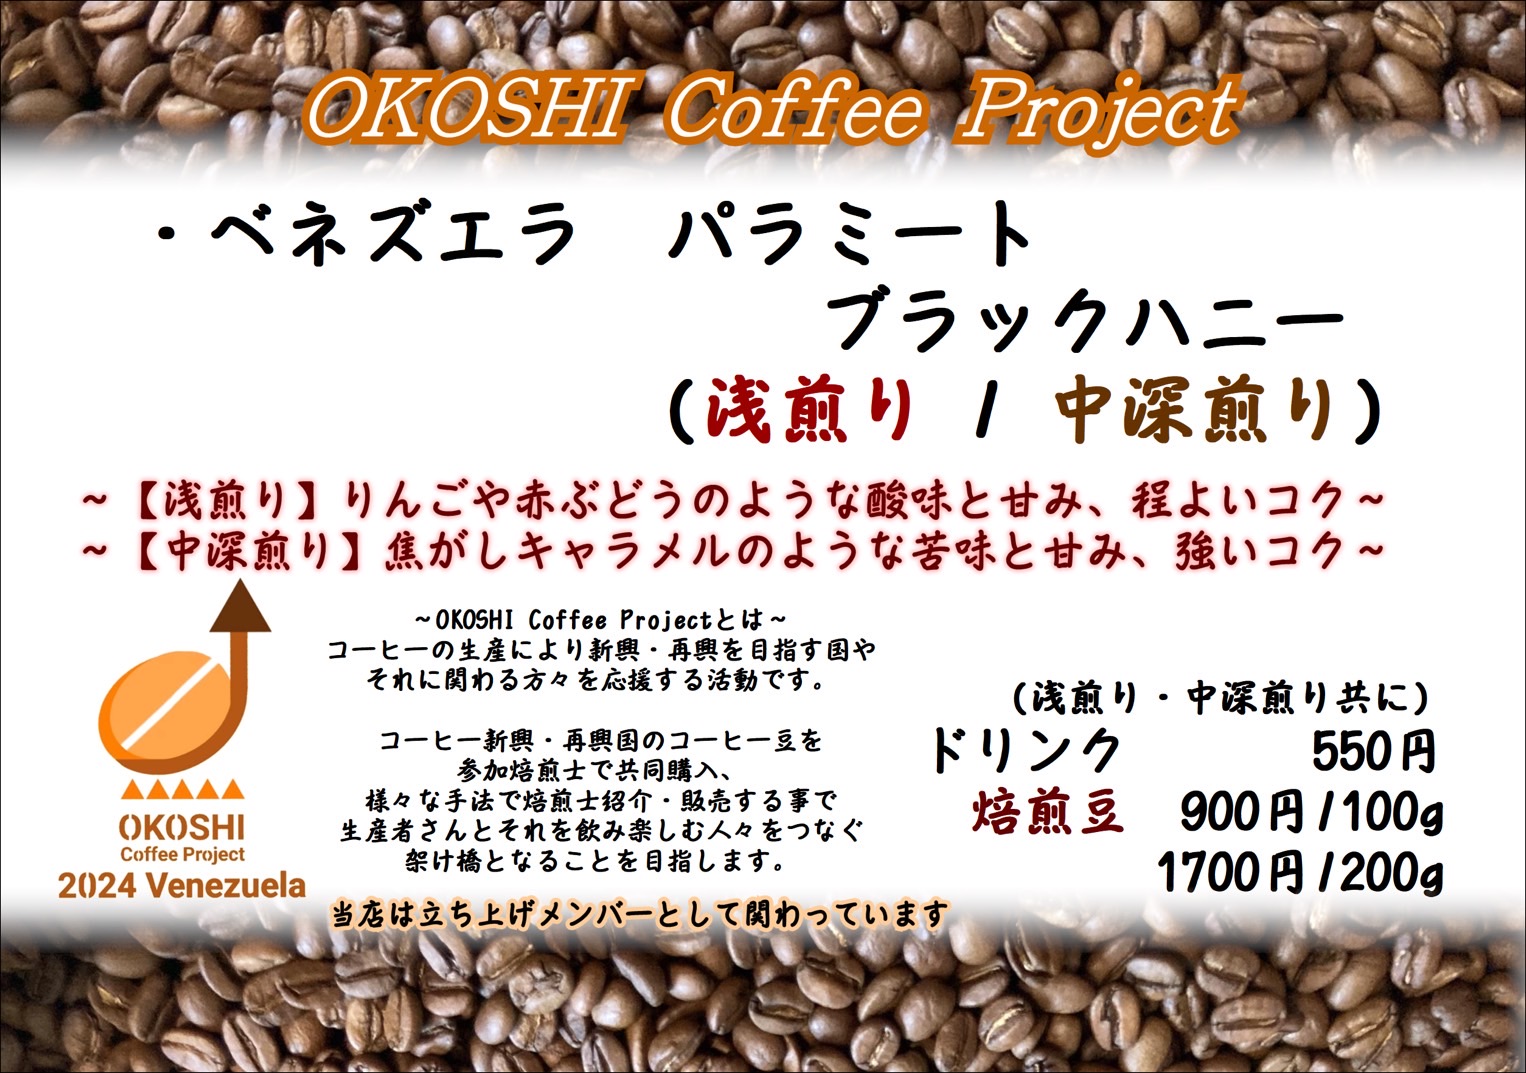 OKOSHI Coffee Project
・ベネズエラ　パラミート
ブラックハニー
(浅煎り / 中深煎り)
~【浅煎り】りんごや赤ぶどうのような酸味と甘み、程よいコク~
~【中深煎り】焦がしキャラメルのような苦味と甘み、強いコク~
~OKOSHI Coffee Projectとは~
コーヒーの生産により新興・再興を目指す国や
それに関わる方々を応援する活動です。
コーヒー新興・再興国のコーヒー豆を
参加焙煎士で共同購入、
様々な手法で焙煎士紹介・販売する事で
生産者さんとそれを飲み楽しむ人々をつなぐ
架け橋となることを目指します。
当店は立ち上げメンバーとして関わっています
OKOSHI
Coffee Project
2024 Venezuela
(浅煎り・中深煎り共に)
ドリンク　550円
焙煎豆　900円/100g
1700円/200g